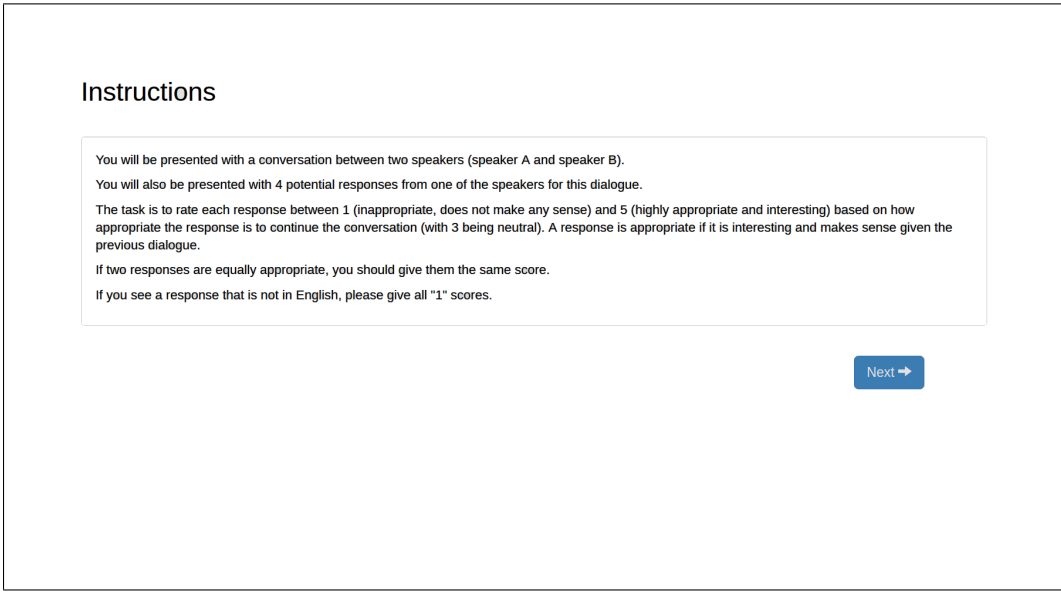 Instructions
You will be presented with a conversation between two speakers (speaker A and speaker B).
You will also be presented with 4 potential responses from one of the speakers for this dialogue.
The task is to rate each response between 1 (inappropriate, does not make any sense) and 5 (highly appropriate and interesting) based on how
appropriate the response is to continue the conversation (with 3 being neutral). A response is appropriate if it is interesting and makes sense given the
previous dialogue.
If two responses are equally appropriate, you should give them the same score.
If you see a response that is not in English, please give all "1" scores.
Next